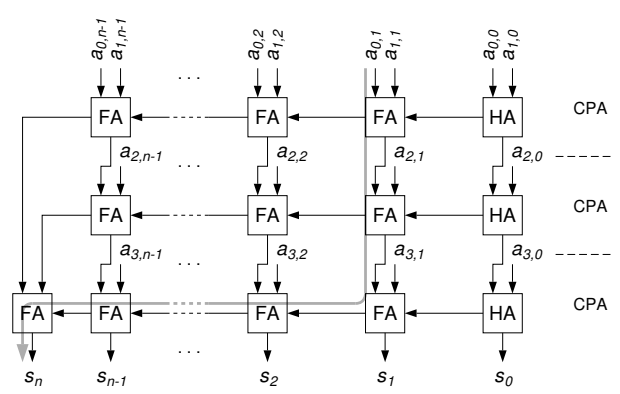 a0,n-1 a1,n-1 a0,2 a1,2 a0,1 a1,1 a0,0 a1,0
. . .
FA FA FA HA CPA
a2,n-1 . . . a2,2 a2,1 a2,0
FA FA FA HA CPA
a3,n-1 . . . a3,2 a3,1 a3,0
FA FA FA FA HA CPA
. . .
sn sn-1 s2 s1 s0